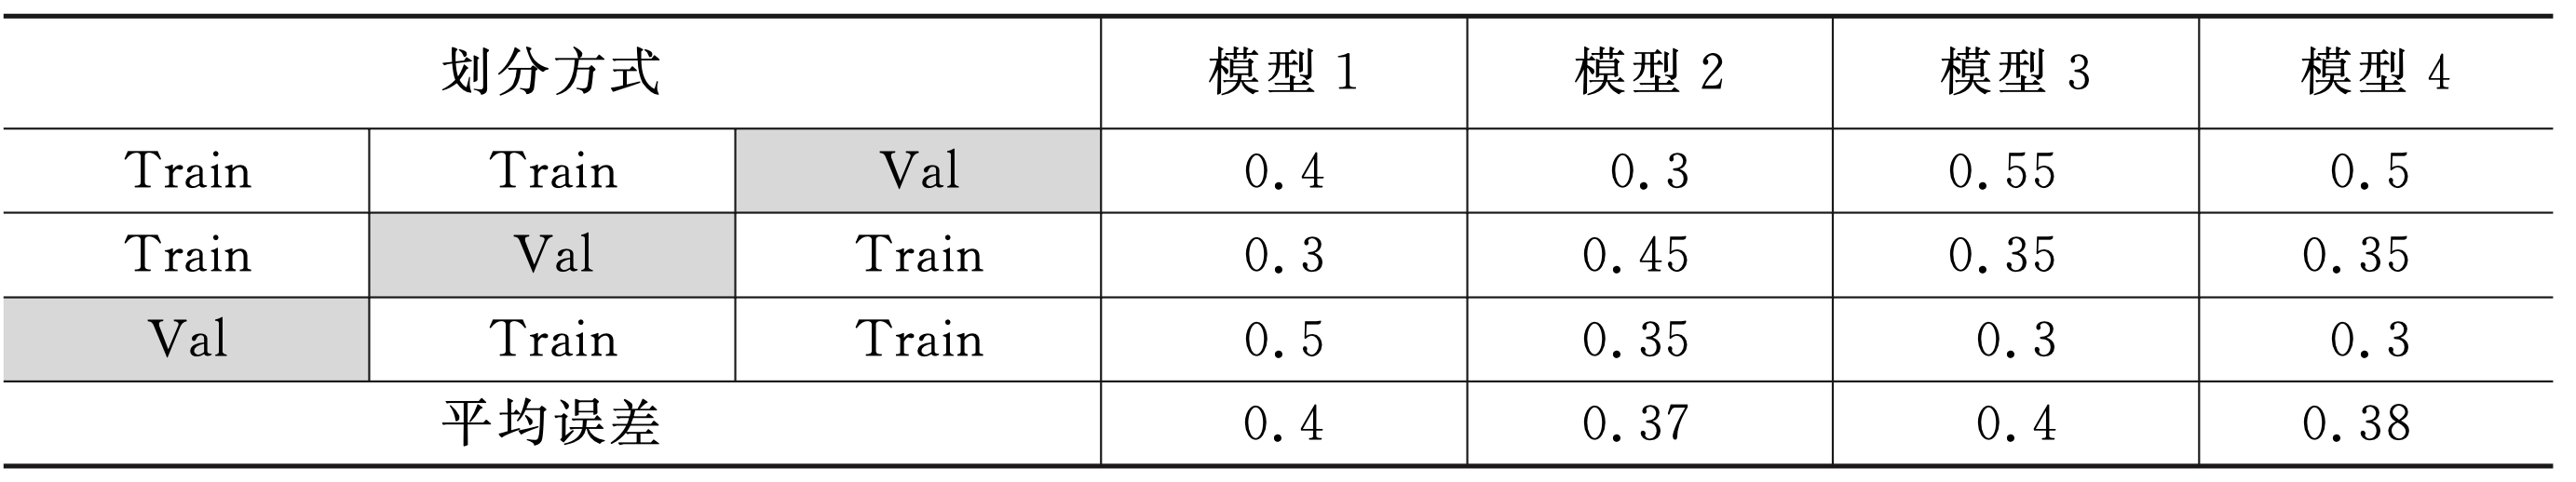 划分方式 模型1 模型2 模型3 模型4
Train Train Val 0.4 0.3 0.55 0.5
Train Val Train 0.3 0.45 0.35 0.35
Val Train Train 0.5 0.35 0.3 0.3
平均误差 0.4 0.37 0.4 0.38